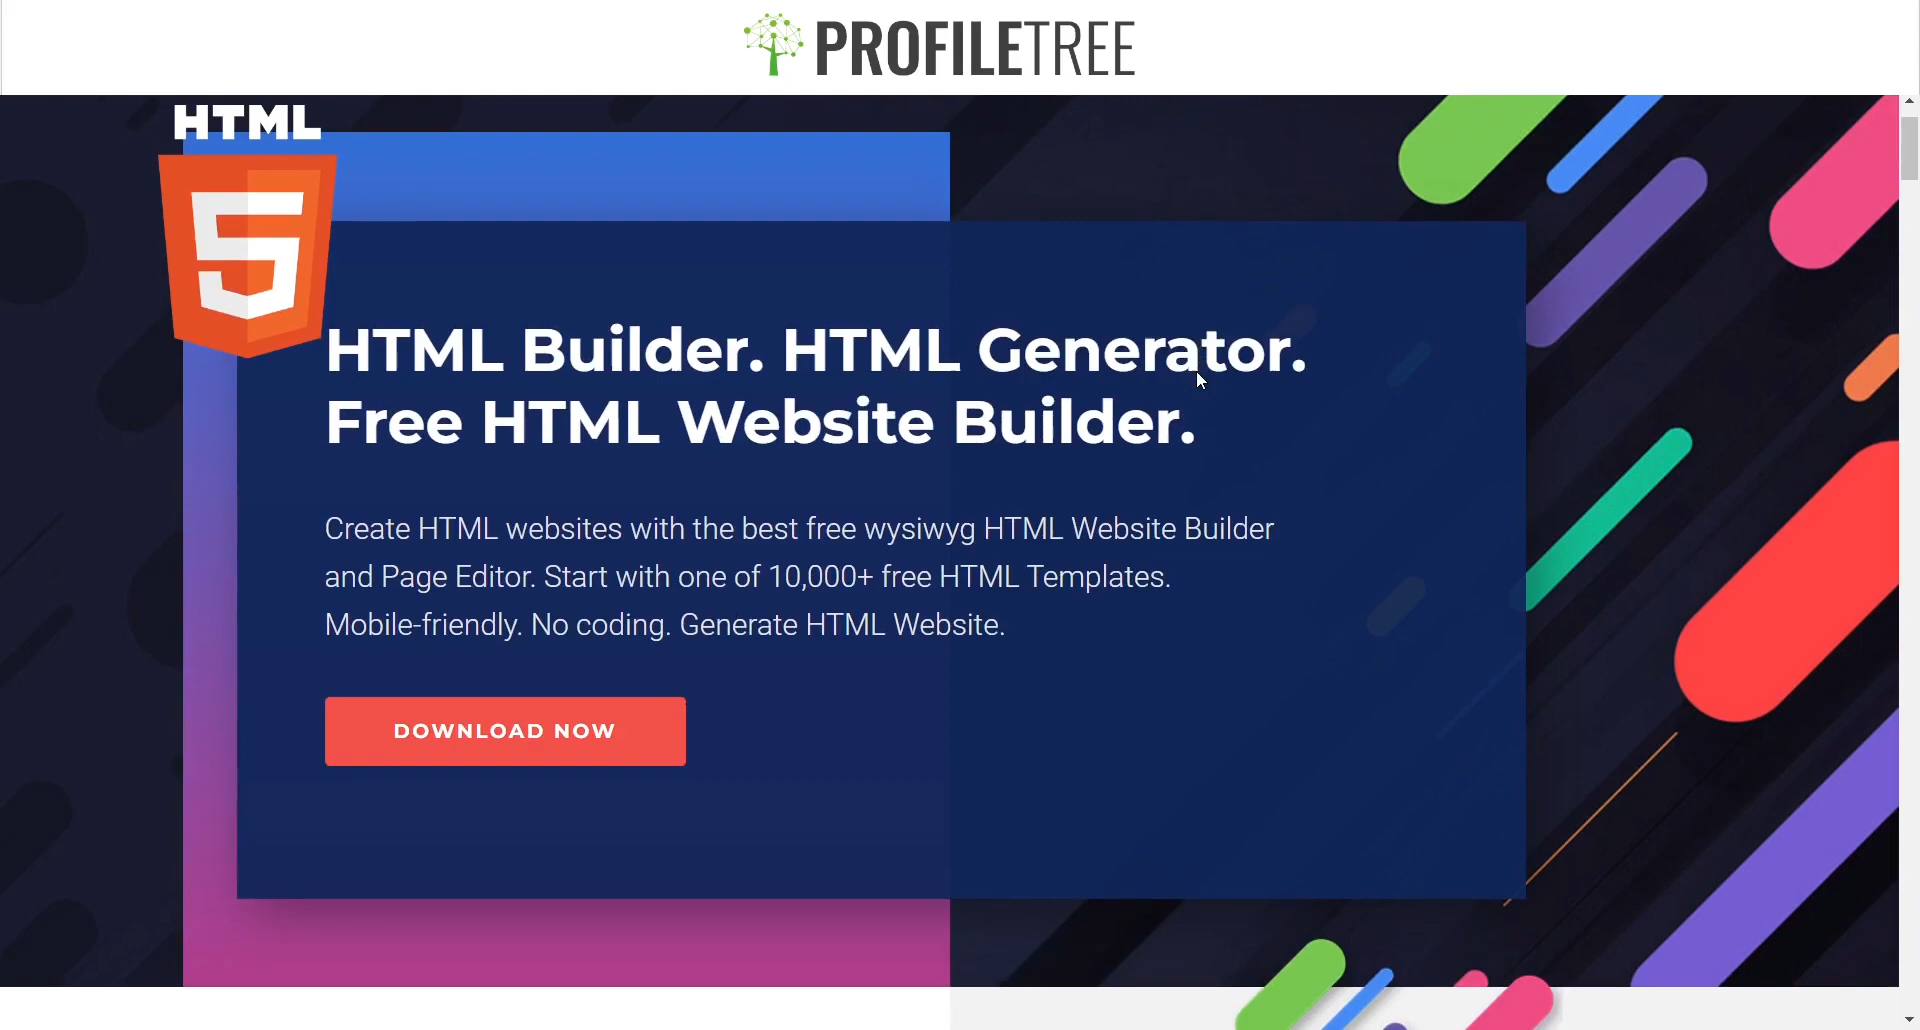 PROFILETREE
HTML
5
HTML Builder. HTML Generator.
Free HTML Website Builder.
Create HTML websites with the best free wysiwyg HTML Website Builder
and Page Editor. Start with one of 10,000+ free HTML Templates.
Mobile-friendly. No coding. Generate HTML Website.
DOWNLOAD NOW